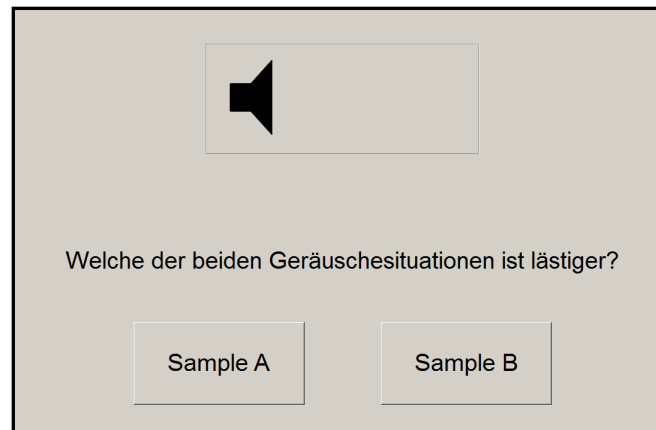 Welche der beiden Geräuschesituationen ist lästiger?
Sample A
Sample B